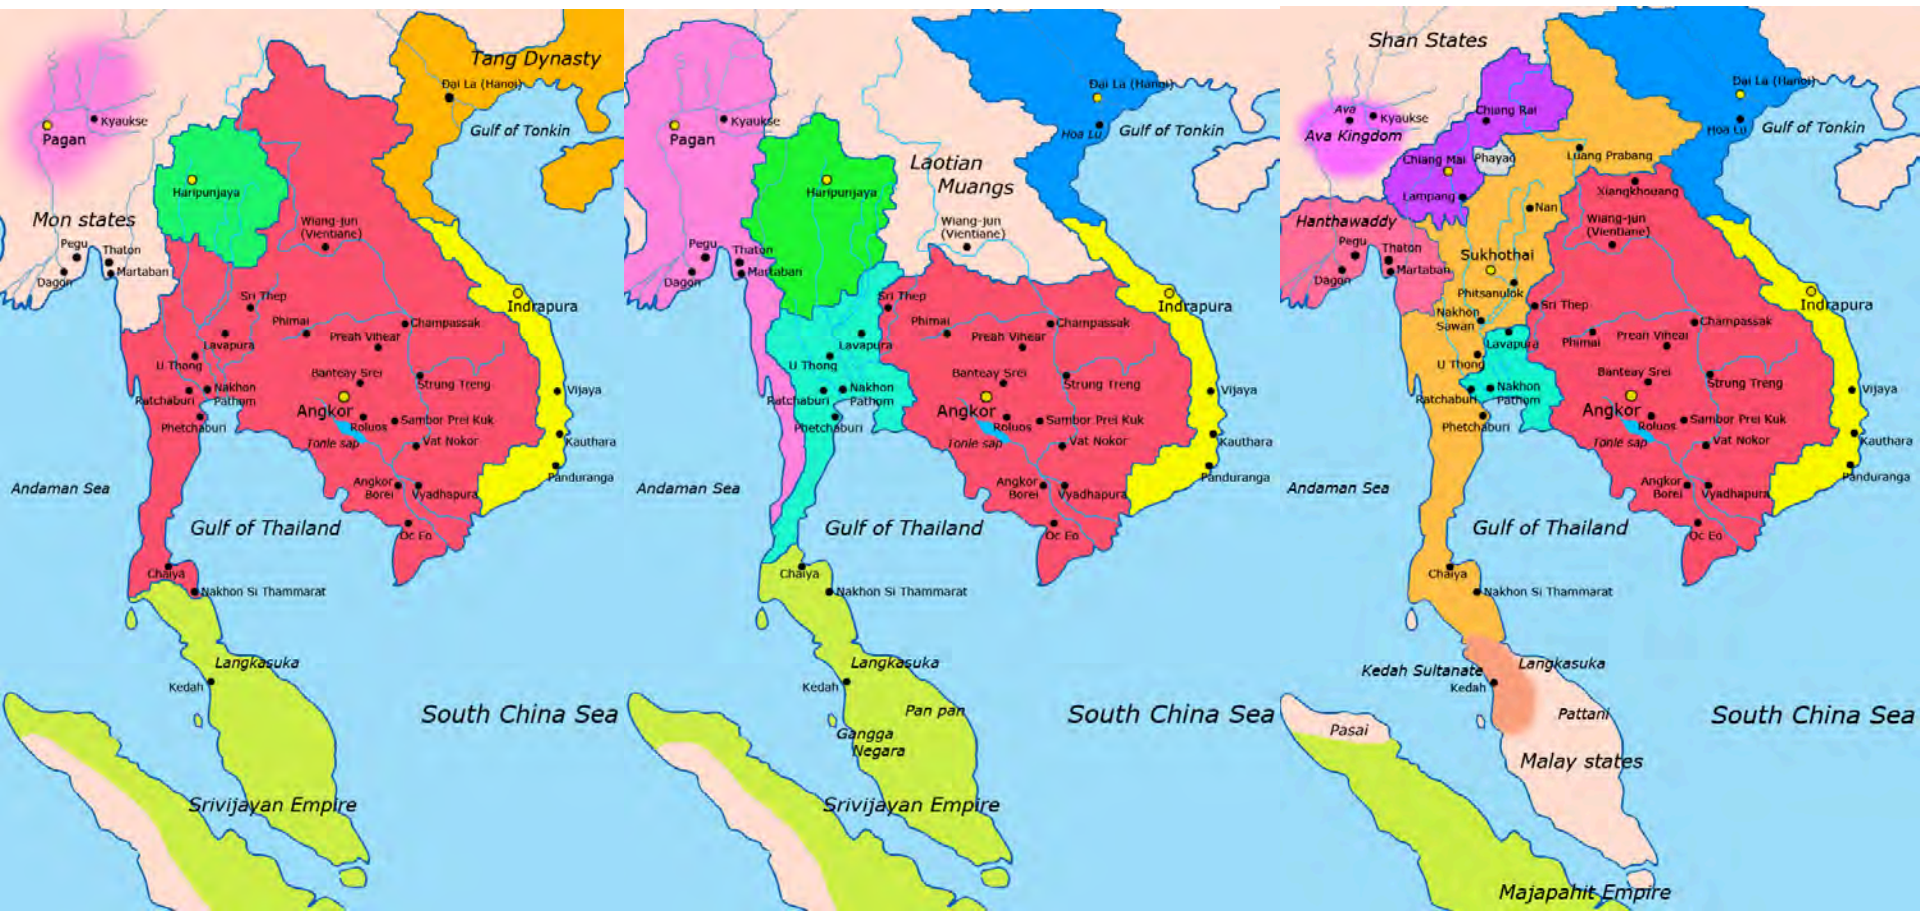 Tang Dynasty
Đai La (Hanoi)
Kyaukse
Pagan
Gulf of Tonkin
Haripunjaya
Mon states
Wiang-jun
(Vientiane)
Pegu
Thaton
Dagon
Martaban
Sri Thep
Indrapura
Phimai
Champassak
Lavapura
Preah Vihear
U Thong
Banteay Srei
Strung Treng
Nakhon
Pathom
Ratchaburi
Vijaya
Angkor
Phetchaburi
Roluos
Sambor Prei Kuk
Tonle sap
Vat Nokor
Kauthara
Panduranga
Andaman Sea
Angkor
Borei
Vyadhapura
Gulf of Thailand
Oc Eo
Chaiya
Nakhon Si Thammarat
Langkasuka
Kedah
South China Sea
Srivijayan Empire
Đai La (Hanoi)
Kyaukse
Pagan
Hoa Lu
Gulf of Tonkin
Laotian
Muangs
Haripunjaya
Wiang-jun
(Vientiane)
Pegu
Thaton
Dagon
Martaban
Sri Thep
Indrapura
Phimai
Champassak
Lavapura
Preah Vihear
U Thong
Banteay Srei
Strung Treng
Nakhon
Pathom
Ratchaburi
Vijaya
Angkor
Phetchaburi
Roluos
Sambor Prei Kuk
Tonle sap
Vat Nokor
Kauthara
Panduranga
Andaman Sea
Angkor
Borei
Vyadhapura
Gulf of Thailand
Oc Eo
Chaiya
Nakhon Si Thammarat
Langkasuka
Kedah
Pan pan
Gangga
Negara
South China Sea
Srivijayan Empire
Shan States
Đai La (Hanoi)
Ava
Kyaukse
Ava Kingdom
Chiang Rai
Hoa Lu
Gulf of Tonkin
Chiang Mai
Phayao
Luang Prabang
Lampang
Xiangkhouang
Nan
Hanthawaddy
Wiang-jun
(Vientiane)
Pegu
Thaton
Dagon
Martaban
Sukhothai
Phitsanulok
Sri Thep
Indrapura
Nakhon
Sawan
Champassak
Lavapura
Phimai
Preah Viheai
U Thong
Banteay Srei
Strung Treng
Nakhon
Pathom
Ratchaburi
Vijaya
Angkor
Phetchaburi
Roluos
Sambor Prei Kuk
Tonle sap
Vat Nokor
Kauthara
Panduranga
Andaman Sea
Angkor
Borei
Vyadhapura
Gulf of Thailand
Oc Eo
Chaiya
Nakhon Si Thammarat
Kedah Sultanate
Langkasuka
Kedah
Pattani
South China Sea
Pasai
Malay states
Majapahit Empire